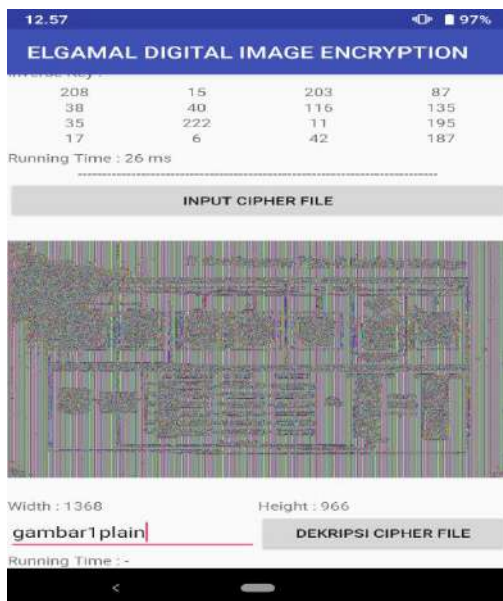 12.57 97%
ELGAMAL DIGITAL IMAGE ENCRYPTION
Inverse Key :
208 15 203 87
38 40 116 135
35 222 11 195
17 6 42 187
Running Time : 26 ms
INPUT CIPHER FILE
Width : 1368 Height : 966
gambar1plain DEKRIPSI CIPHER FILE
Running Time : -